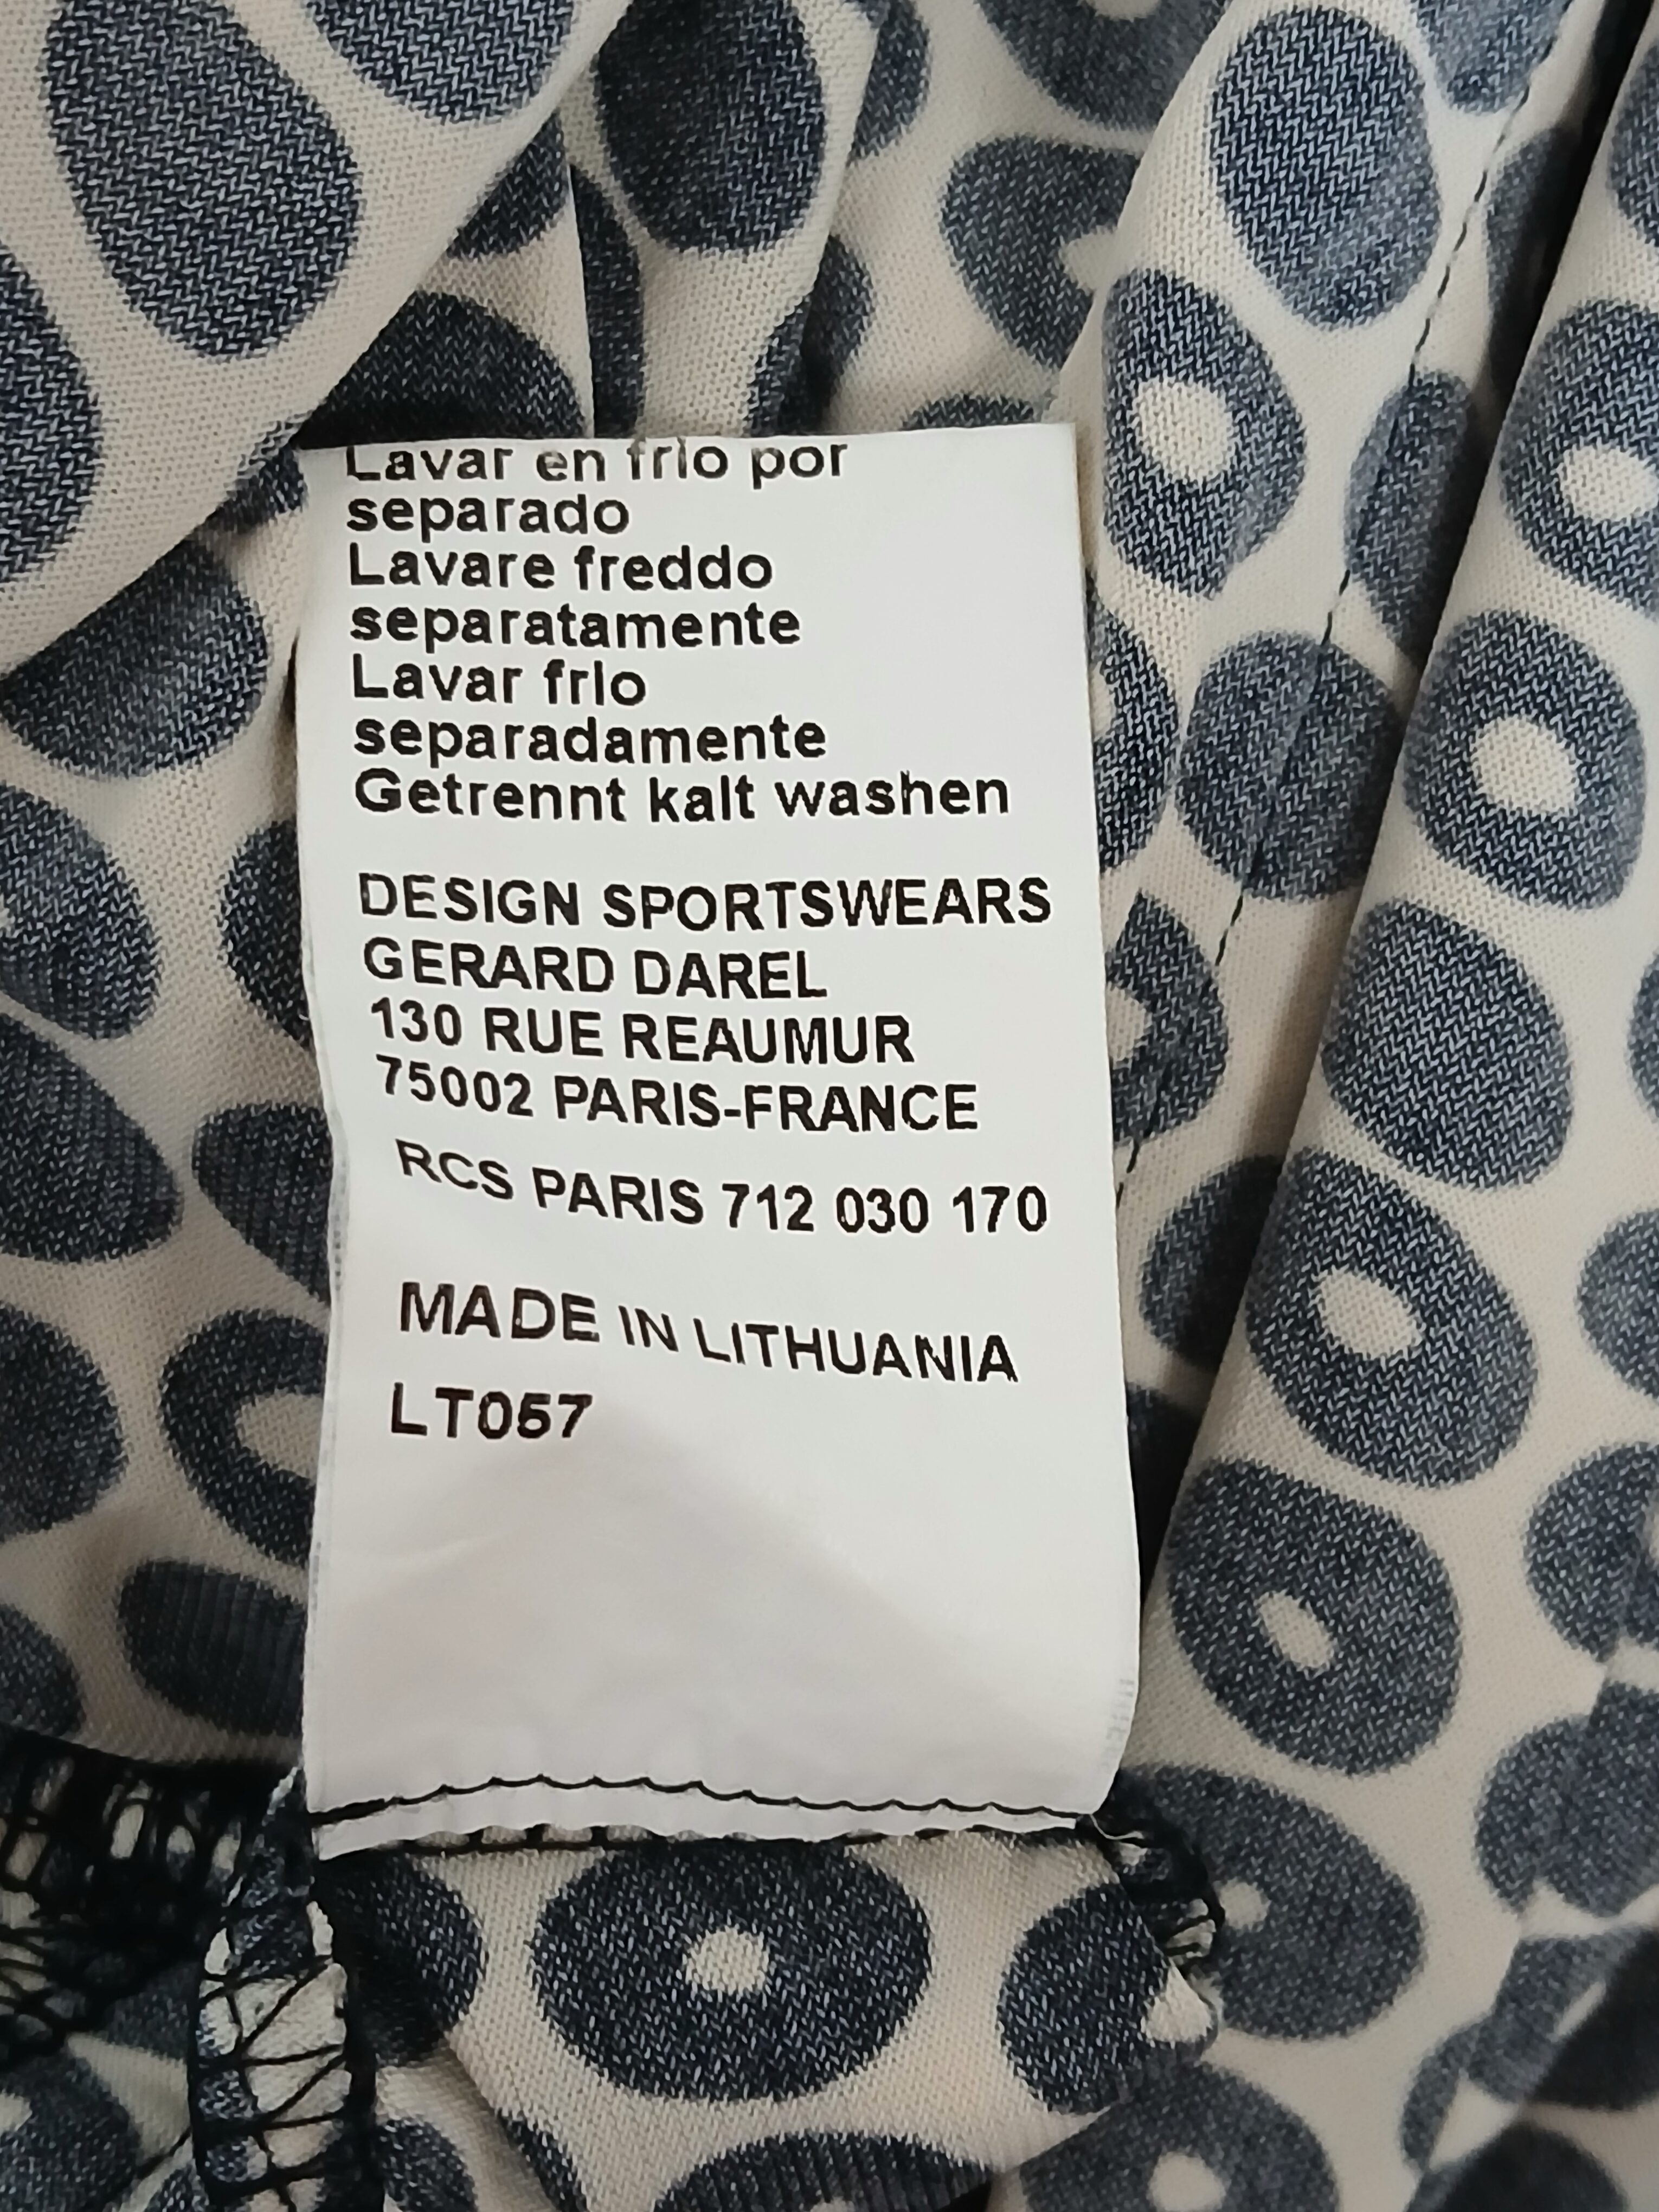 Lavar en frio por
separado
Lavare freddo
separatamente
Lavar frio
separadamente
Getrennt kalt washen
DESIGN SPORTSWEARS
GERARD DAREL
130 RUE REAUMUR
75002 PARIS-FRANCE
RCS PARIS 712 030 170
MADE IN LITHUANIA
LT057